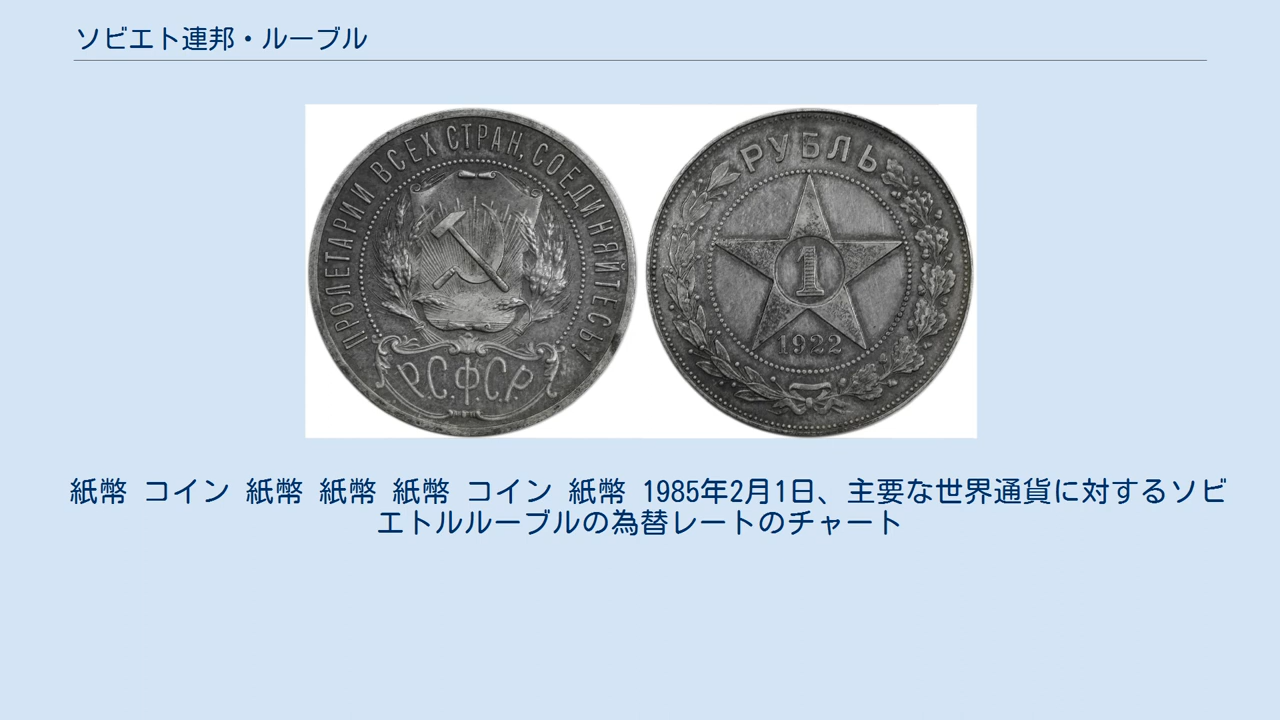 ソビエト連邦・ルーブル
ПРОЛЕТАРИИ ВСЕХ СТРАН, СОЕДИНЯЙТЕСЬ!
Р.С.Ф.С.Р.
РУБЛЬ
1
1922
紙幣 コイン 紙幣 紙幣 紙幣 コイン 紙幣 1985年2月1日、主要な世界通貨に対するソビ
エトルルーブルの為替レートのチャート